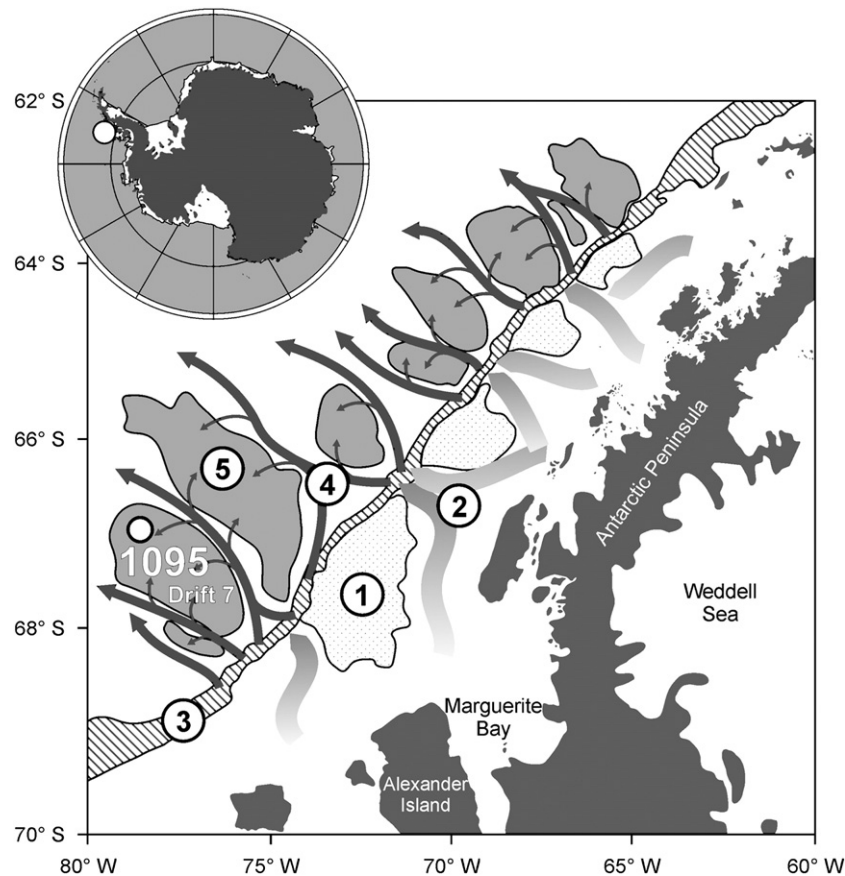 62° S
64° S
66° S
68° S
70° S
80° W
75° W
70° W
65° W
60° W
5
4
2
1095
Drift 7
1
3
Antarctic Peninsula
Weddell
Sea
Marguerite
Bay
Alexander
Island